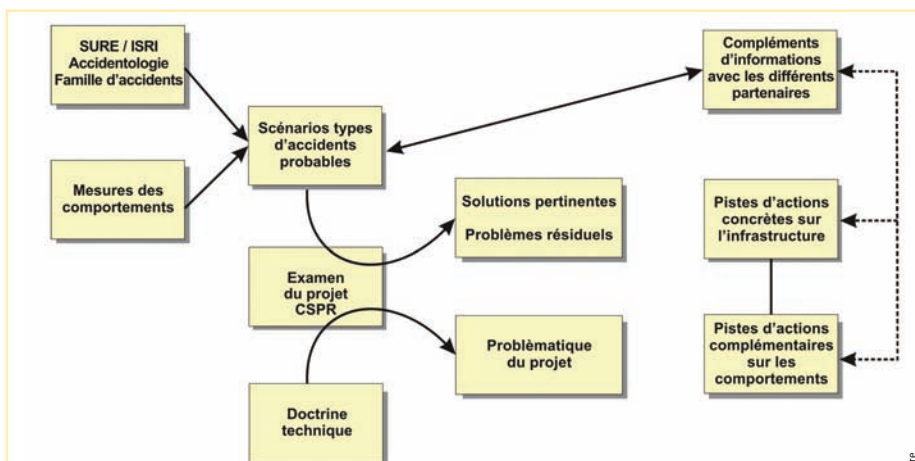 SURE / ISRI
Accidentologie
Famille d'accidents
Mesures des
comportements
Scénarios types
d'accidents
probables
Compléments
d'informations
avec les différents
partenaires
Solutions pertinentes
Problèmes résiduels
Pistes d'actions
concrètes sur
l'infrastructure
Examen
du projet
CSPR
Problèmatique
du projet
Pistes d'actions
complémentaires
sur les
comportements
Doctrine
technique